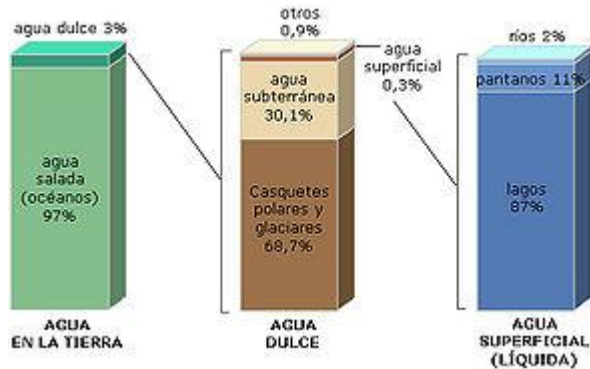 agua dulce 3%
agua
salada
(océanos)
97%
AGUA
EN LA TIERRA
otros
0,9%
agua
superficial
0,3%
agua
subterránea
30,1%
Casquetes
polares y
glaciares
68,7%
AGUA
DULCE
ríos 2%
pantanos 11%
lagos
87%
AGUA
SUPERFICIAL
(LÍQUIDA)